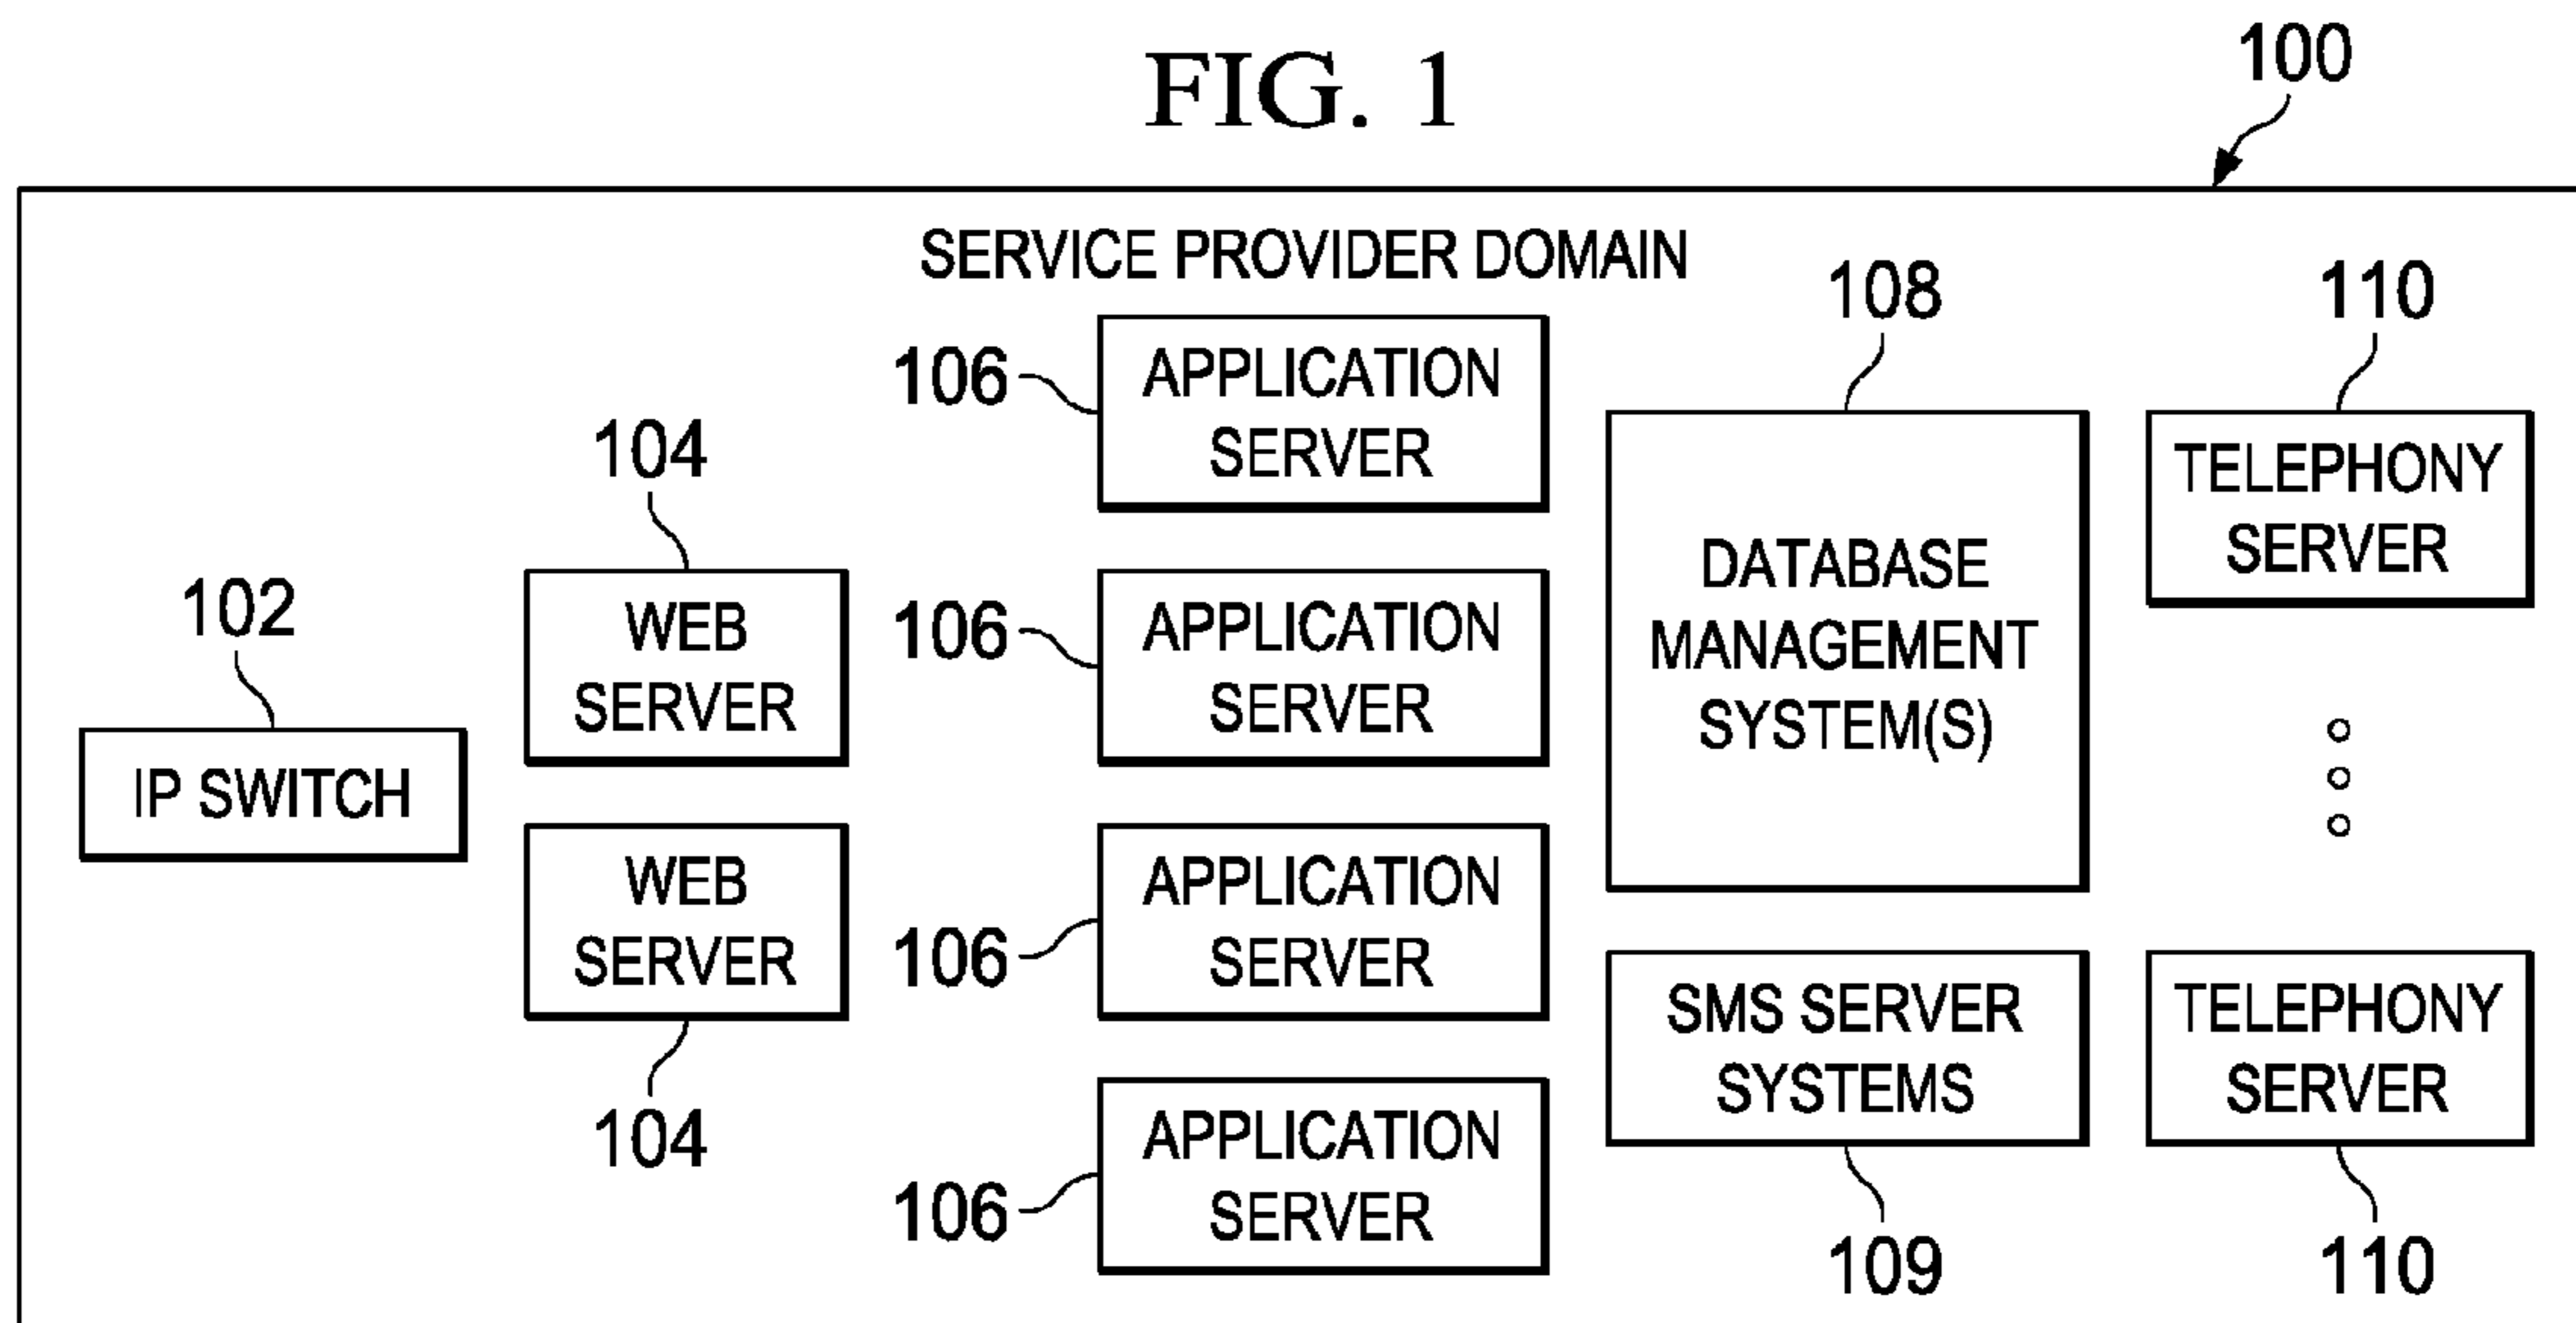 FIG. 1
100
SERVICE PROVIDER DOMAIN
102
IP SWITCH
104
WEB
SERVER
WEB
SERVER
104
106
APPLICATION
SERVER
106
APPLICATION
SERVER
106
APPLICATION
SERVER
106
APPLICATION
SERVER
108
DATABASE
MANAGEMENT
SYSTEM(S)
SMS SERVER
SYSTEMS
109
110
TELEPHONY
SERVER
TELEPHONY
SERVER
110